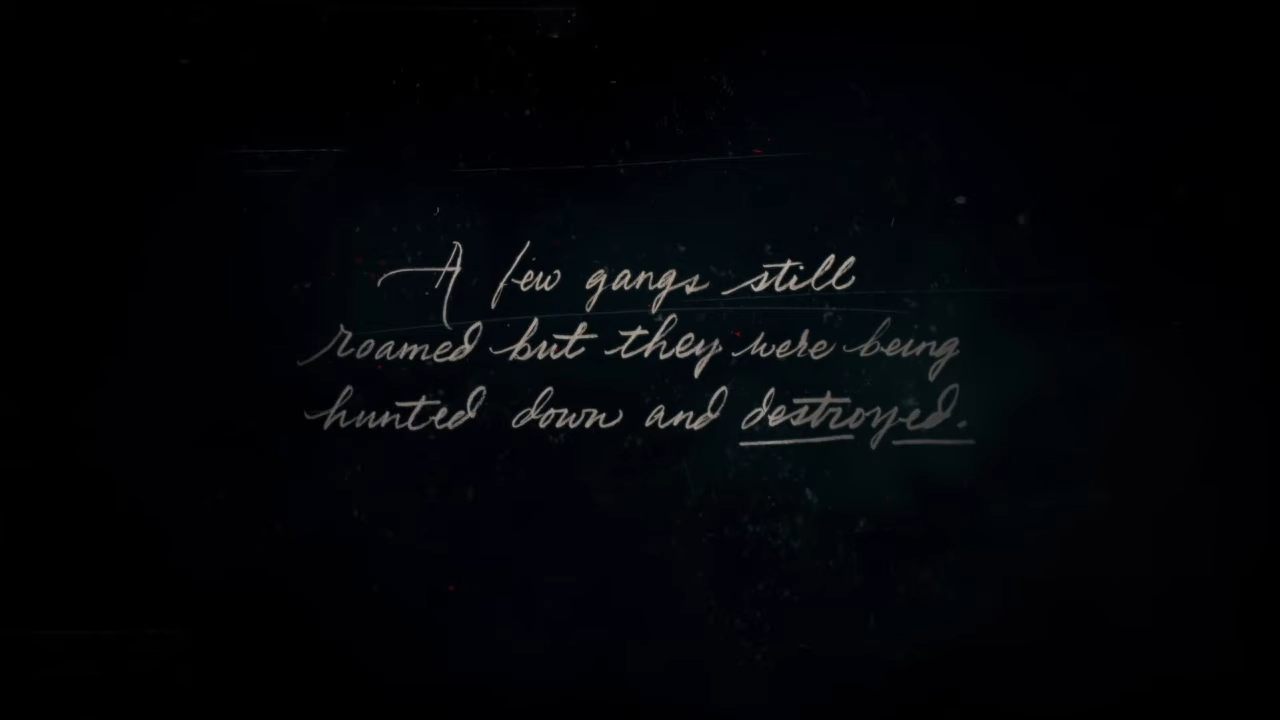 A few gangs still
roamed but they were being
hunted down and destroyed.